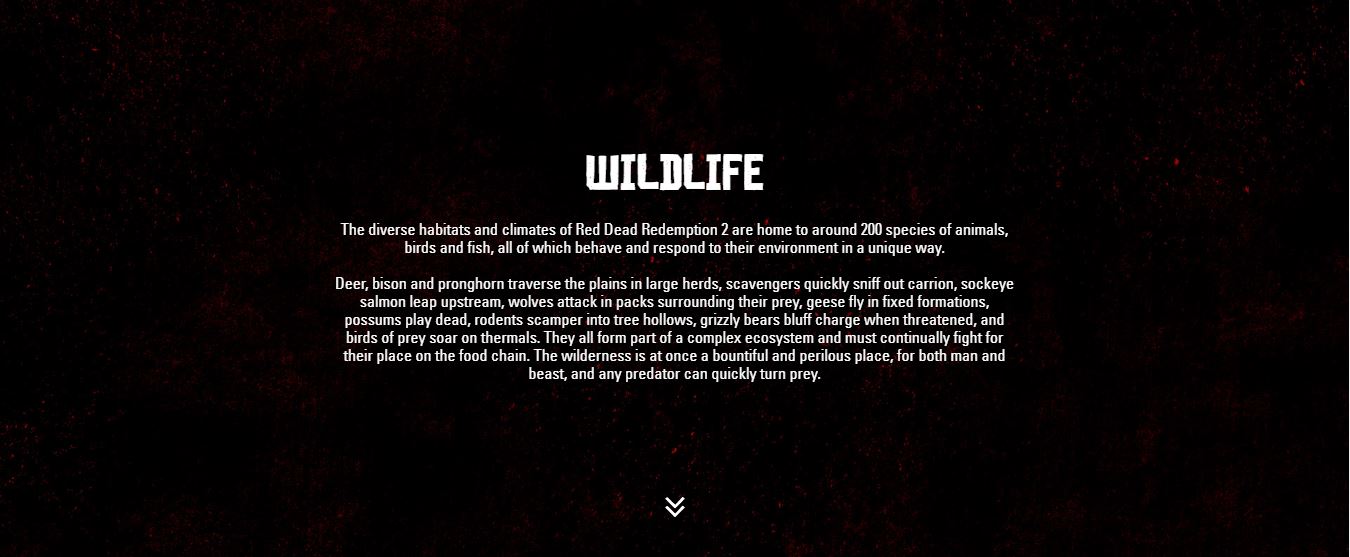 WILDLIFE
The diverse habitats and climates of Red Dead Redemption 2 are home to around 200 species of animals,
birds and fish, all of which behave and respond to their environment in a unique way.
Deer, bison and pronghorn traverse the plains in large herds, scavengers quickly sniff out carrion, sockeye
salmon leap upstream, wolves attack in packs surrounding their prey, geese fly in fixed formations,
possums play dead, rodents scamper into tree hollows, grizzly bears bluff charge when threatened, and
birds of prey soar on thermals. They all form part of a complex ecosystem and must continually fight for
their place on the food chain. The wilderness is at once a bountiful and perilous place, for both man and
beast, and any predator can quickly turn prey.